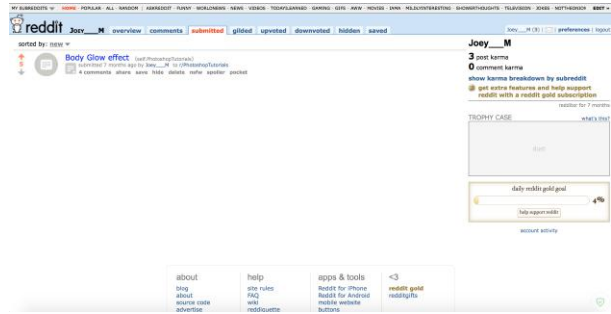 MY SUBREDDITS HOME POPULAR - ALL - RANDOM | ASKREDDIT - FUNNY - WORLDNEWS - NEWS - VIDEOS - TODAYILEARNED - GAMING - GIFS - AWW - MOVIES - IAMA - MILDLYINTERESTING - SHOWERTHOUGHTS - TELEVISION - JOKES - NOTTHEONION EDIT »
reddit Joey___M overview comments submitted gilded upvoted downvoted hidden saved
Joey___M (3) | preferences | logout
sorted by: new
5
Body Glow effect (self.PhotoshopTutorials)
submitted 7 months ago by Joey___M to r/PhotoshopTutorials
4 comments share save hide delete nsfw spoiler pocket
Joey___M
3 post karma
0 comment karma
show karma breakdown by subreddit
get extra features and help support
reddit with a reddit gold subscription
redditor for 7 months
TROPHY CASE what's this?
dust
daily reddit gold goal
help support reddit
account activity
about
blog
about
source code
advertise
help
site rules
FAQ
wiki
reddiquette
apps & tools
Reddit for iPhone
Reddit for Android
mobile website
buttons
<3
reddit gold
redditgifts